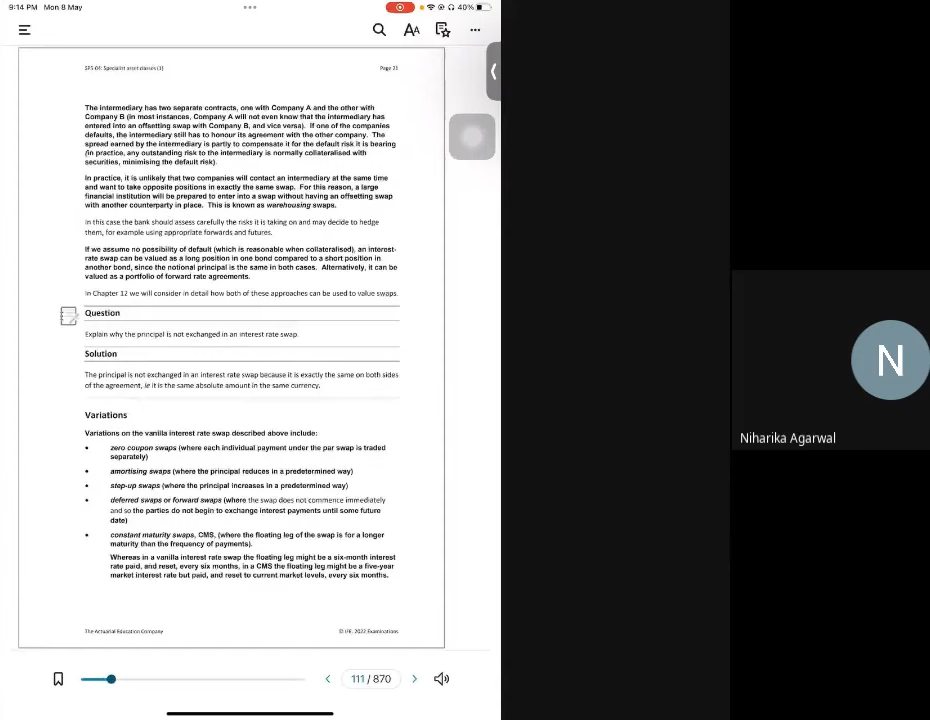 9:14 PM Mon 8 May
40%
AA
SP5-04: Specialist asset classes (1)
Page 21
The intermediary has two separate contracts, one with Company A and the other with
Company B (in most instances, Company A will not even know that the intermediary has
entered into an offsetting swap with Company B, and vice versa). If one of the companies
defaults, the intermediary still has to honour its agreement with the other company. The
spread earned by the intermediary is partly to compensate it for the default risk it is bearing
(in practice, any outstanding risk to the intermediary is normally collateralised with
securities, minimising the default risk).
In practice, it is unlikely that two companies will contact an intermediary at the same time
and want to take opposite positions in exactly the same swap. For this reason, a large
financial institution will be prepared to enter into a swap without having an offsetting swap
with another counterparty in place. This is known as warehousing swaps.
In this case the bank should assess carefully the risks it is taking on and may decide to hedge
them, for example using appropriate forwards and futures.
If we assume no possibility of default (which is reasonable when collateralised), an interest-
rate swap can be valued as a long position in one bond compared to a short position in
another bond, since the notional principal is the same in both cases. Alternatively, it can be
valued as a portfolio of forward rate agreements.
In Chapter 12 we will consider in detail how both of these approaches can be used to value swaps.
Question
Explain why the principal is not exchanged in an interest rate swap.
Solution
The principal is not exchanged in an interest rate swap because it is exactly the same on both sides
of the agreement, ie it is the same absolute amount in the same currency.
Variations
Variations on the vanilla interest rate swap described above include:
• zero coupon swaps (where each individual payment under the par swap is traded
separately)
• amortising swaps (where the principal reduces in a predetermined way)
• step-up swaps (where the principal increases in a predetermined way)
• deferred swaps or forward swaps (where the swap does not commence immediately
and so the parties do not begin to exchange interest payments until some future
date)
• constant maturity swaps, CMS, (where the floating leg of the swap is for a longer
maturity than the frequency of payments).
Whereas in a vanilla interest rate swap the floating leg might be a six-month interest
rate paid, and reset, every six months, in a CMS the floating leg might be a five-year
market interest rate but paid, and reset to current market levels, every six months.
The Actuarial Education Company
© IFE: 2022 Examinations
111 / 870
N
Niharika Agarwal